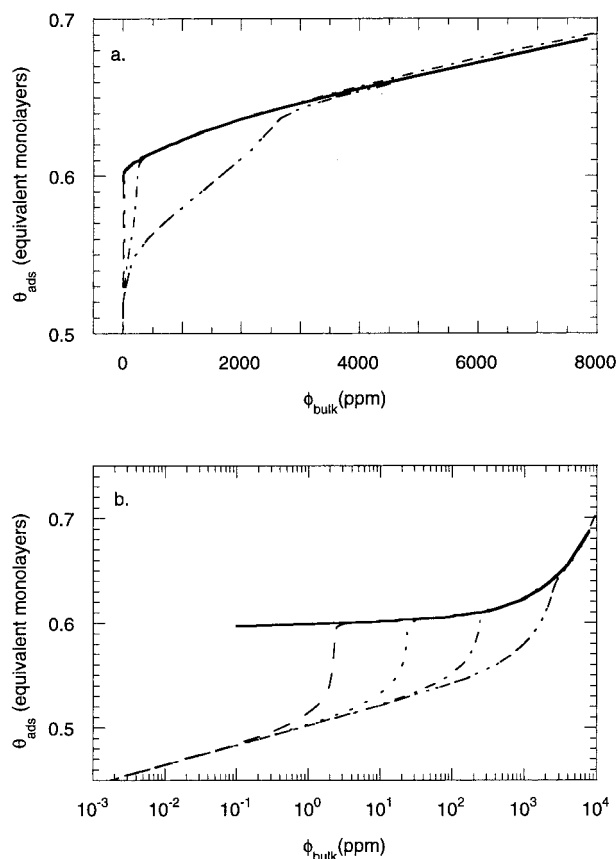 0.7
a.
0.6
0.5
θads (equivalent monolayers)
0 2000 4000 6000 8000
ϕbulk(ppm)
0.7
b.
0.6
0.5
θads (equivalent monolayers)
10-3 10-2 10-1 100 101 102 103 104
ϕbulk(ppm)